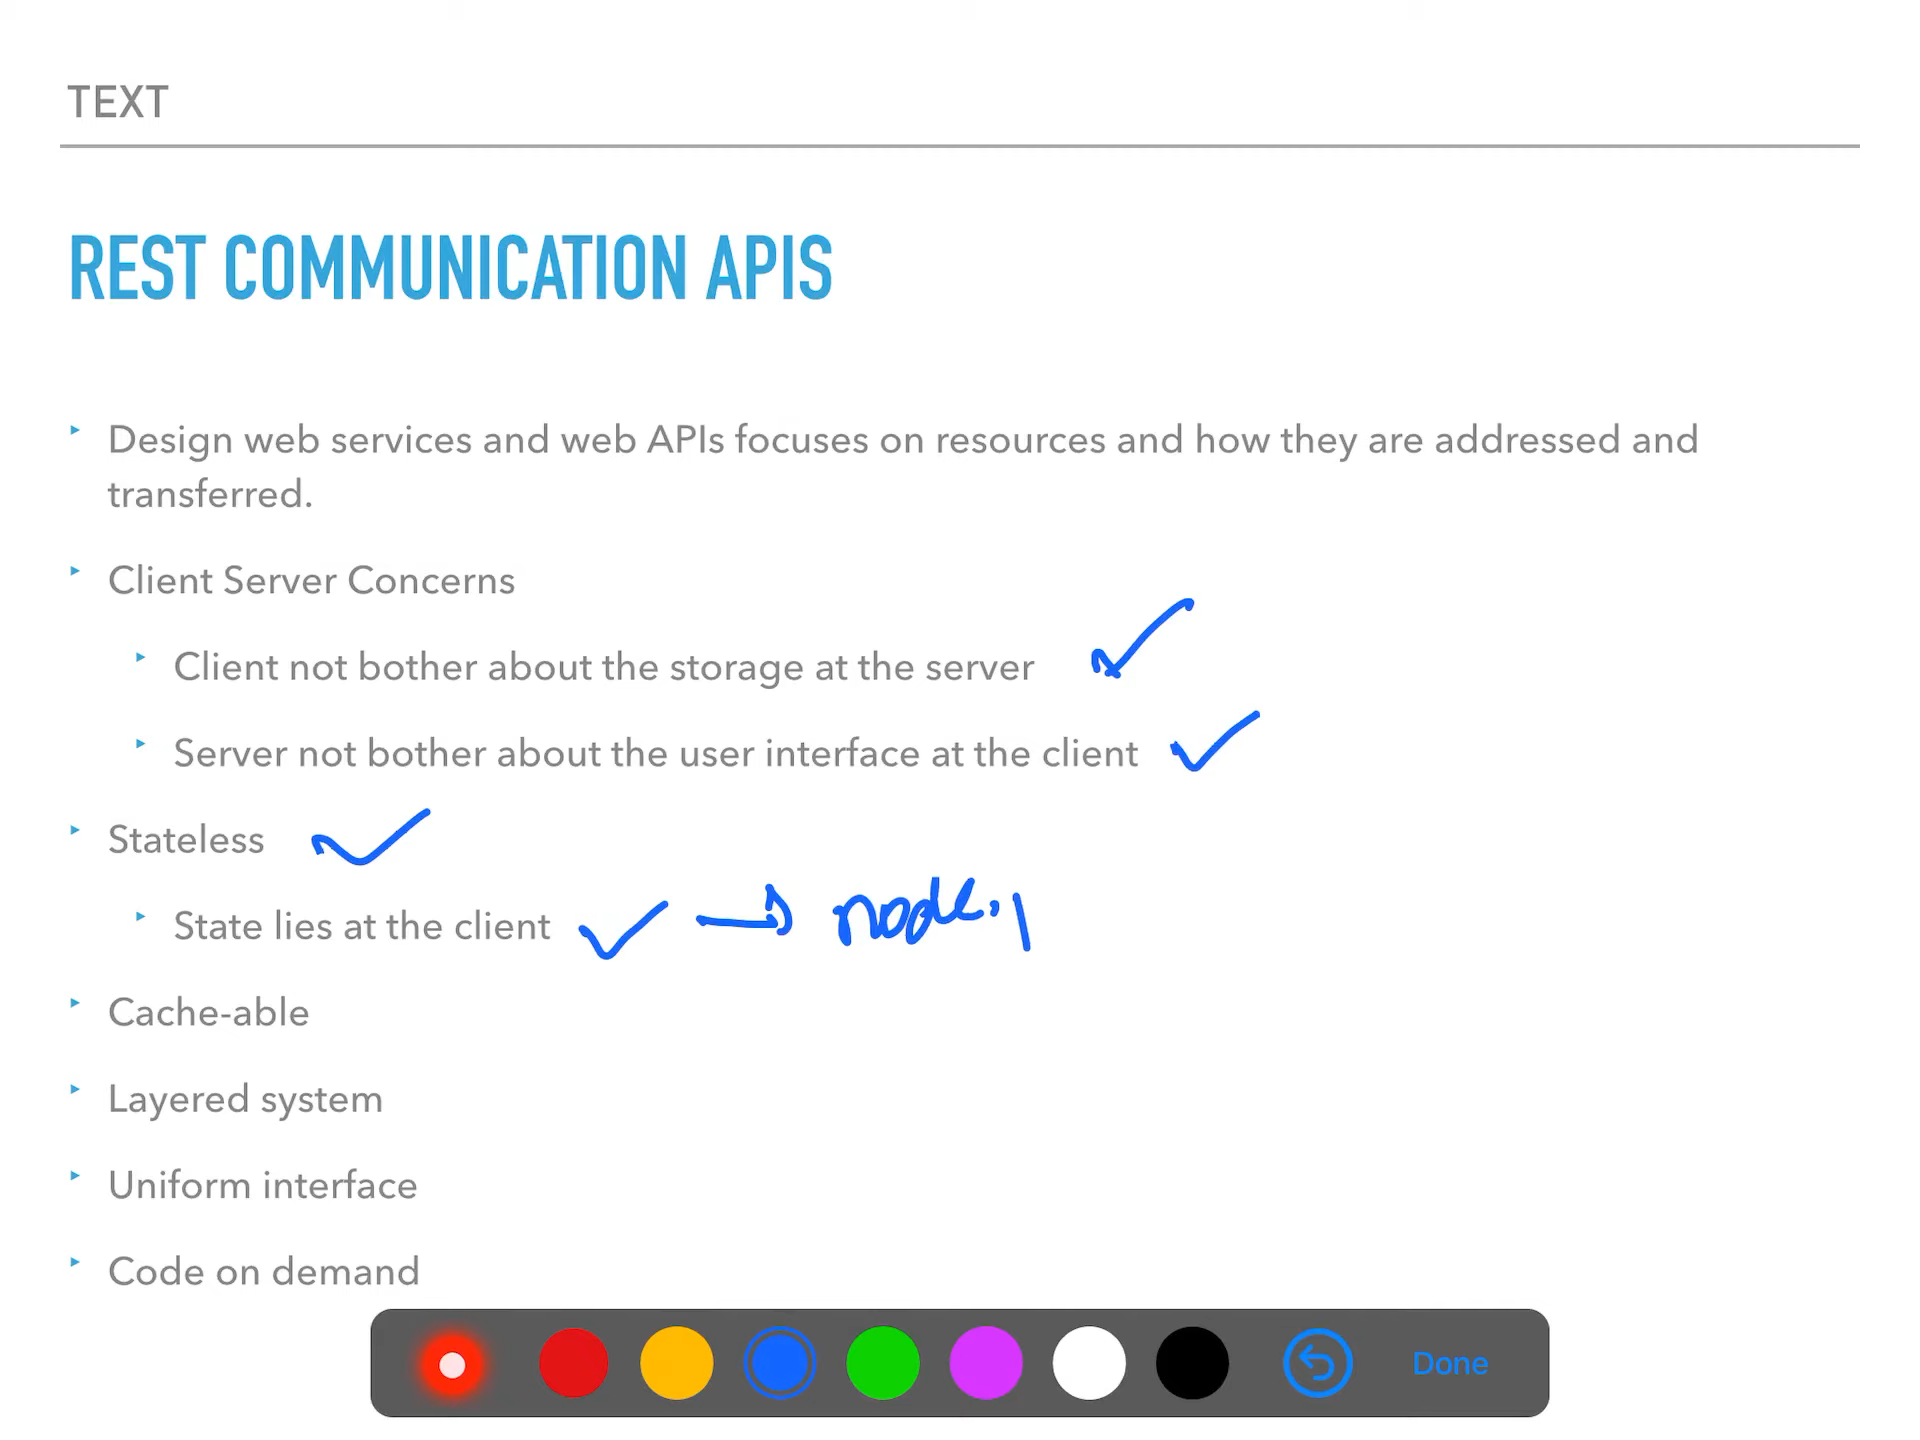 TEXT
REST COMMUNICATION APIS
Design web services and web APIs focuses on resources and how they are addressed and
transferred.
Client Server Concerns
Client not bother about the storage at the server
Server not bother about the user interface at the client
Stateless
State lies at the client → node.
Cache-able
Layered system
Uniform interface
Code on demand
Done